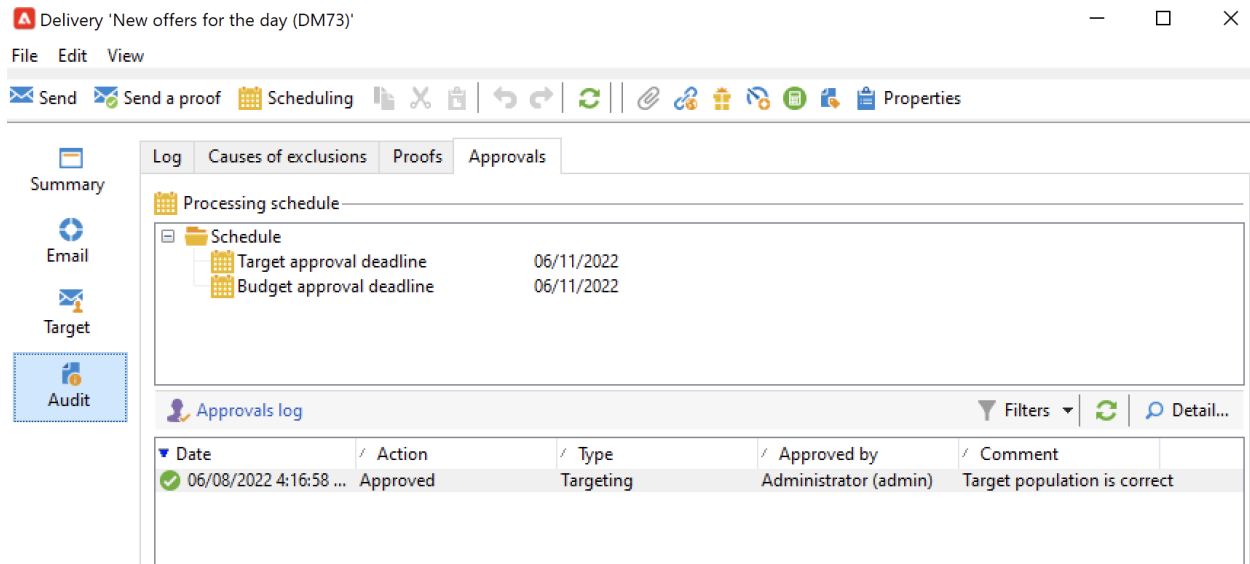 Delivery 'New offers for the day (DM73)'
File Edit View
Send Send a proof Scheduling Properties
Log Causes of exclusions Proofs Approvals
Summary
Email
Target
Audit
Processing schedule
Schedule
Target approval deadline 06/11/2022
Budget approval deadline 06/11/2022
Approvals log Filters Detail...
Date Action Type Approved by Comment
06/08/2022 4:16:58 ... Approved Targeting Administrator (admin) Target population is correct